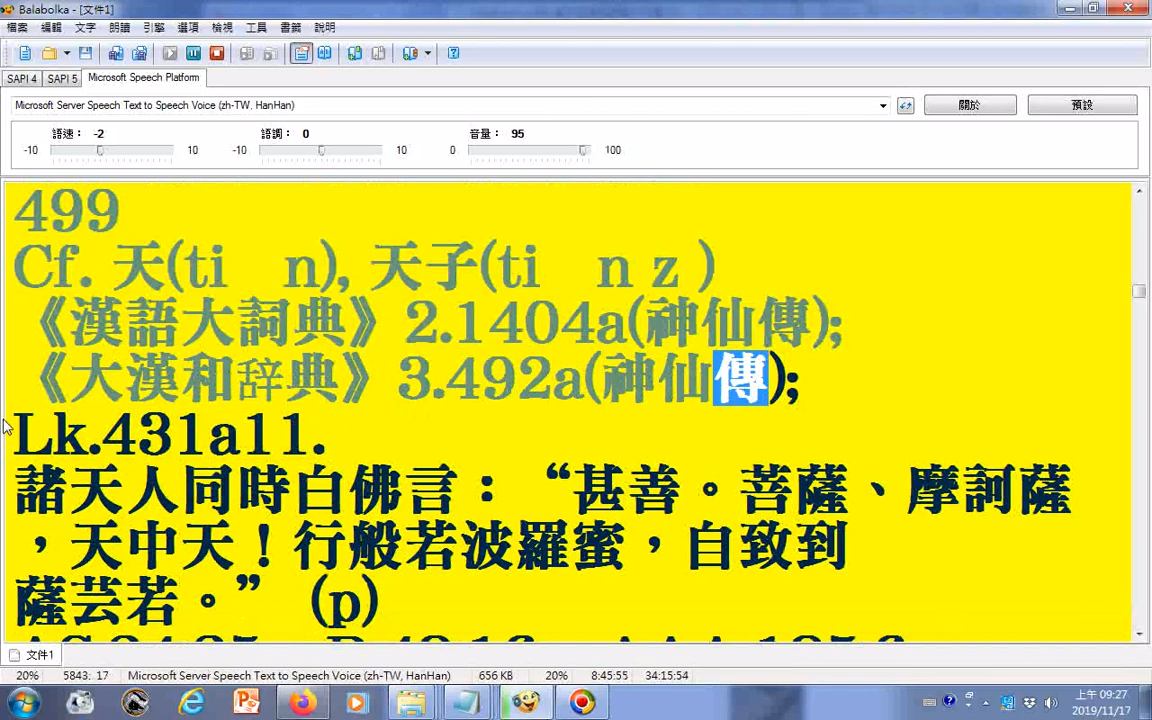 Balabolka - [文件1]
檔案 編輯 文字 朗讀 引擎 選項 檢視 工具 書籤 說明
SAPI 4 SAPI 5 Microsoft Speech Platform
Microsoft Server Speech Text to Speech Voice (zh-TW, HanHan) 關於 預設
語速： -2 語調： 0 音量： 95
-10 10 -10 10 0 100
499
Cf. 天(ti n), 天子(ti n z )
《漢語大詞典》 2.1404a(神仙傳);
《大漢和辞典》 3.492a(神仙傳);
Lk.431a11.
諸天人同時白佛言：“甚善。菩薩、摩訶薩
，天中天！行般若波羅蜜，自致到
薩芸若。” (p)
文件1
20% 5843: 17 Microsoft Server Speech Text to Speech Voice (zh-TW, HanHan) 656 KB 20% 8:45:55 34:15:54
上午 09:27
2019/11/17